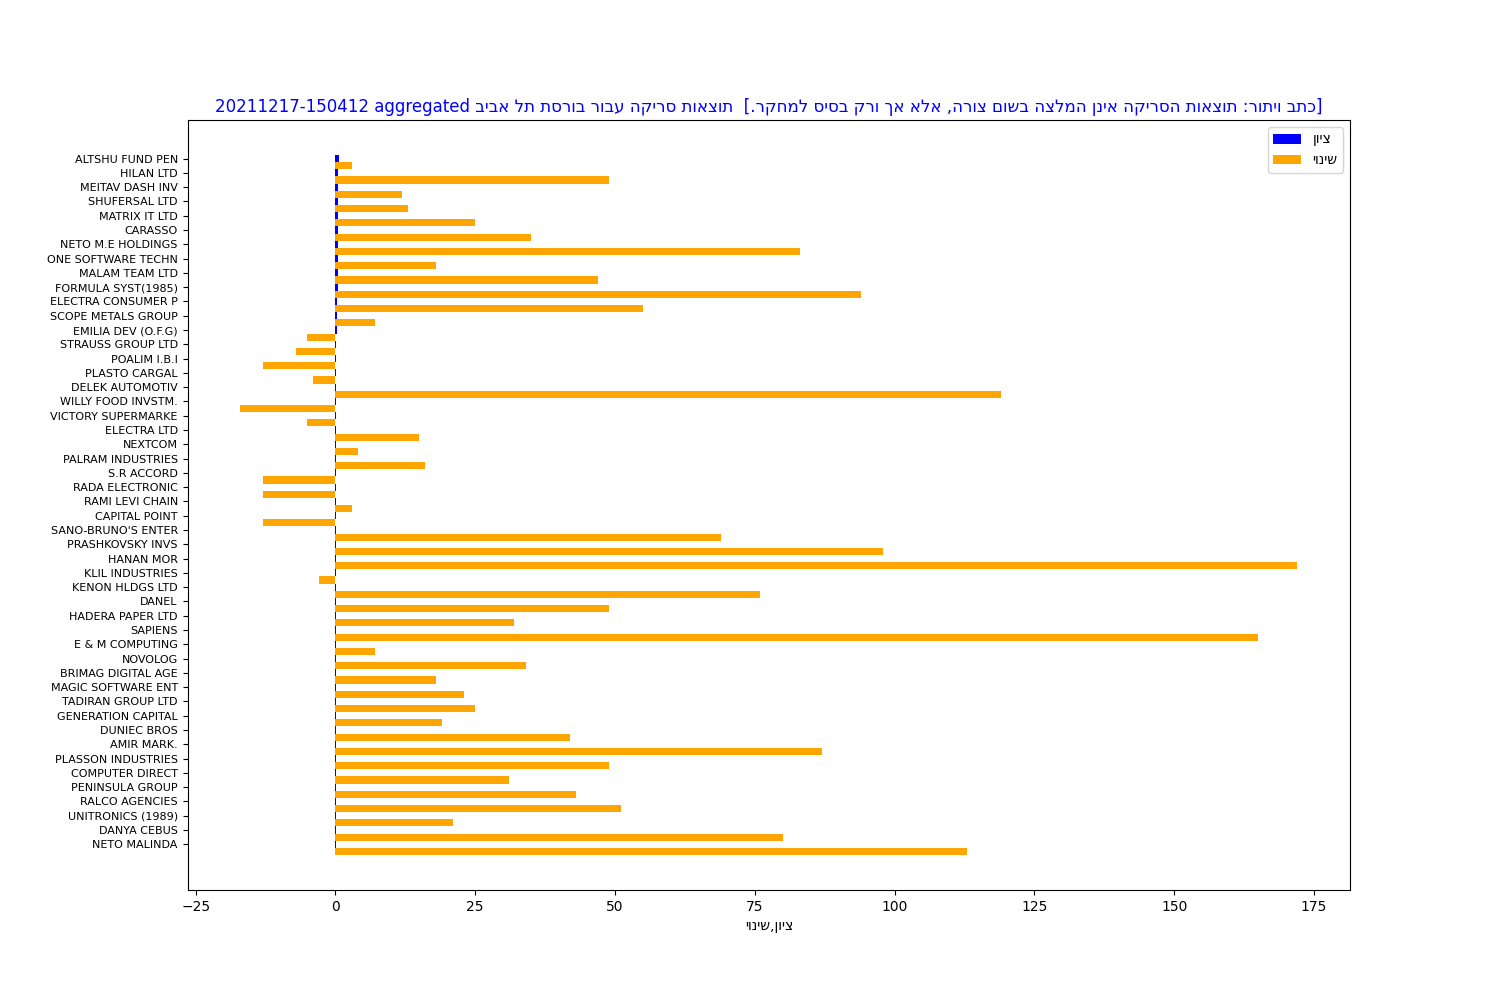 [כתב ויתור: תוצאות הסריקה אינן המלצה בשום צורה, אלא אך ורק בסיס למחקר.] תוצאות סריקה עבור בורסת תל אביב 20211217-150412 aggregated
ציון
שינוי
ALTSHU FUND PEN
HILAN LTD
MEITAV DASH INV
SHUFERSAL LTD
MATRIX IT LTD
CARASSO
NETO M.E HOLDINGS
ONE SOFTWARE TECHN
MALAM TEAM LTD
FORMULA SYST(1985)
ELECTRA CONSUMER P
SCOPE METALS GROUP
EMILIA DEV (O.F.G)
STRAUSS GROUP LTD
POALIM I.B.I
PLASTO CARGAL
DELEK AUTOMOTIV
WILLY FOOD INVSTM.
VICTORY SUPERMARKE
ELECTRA LTD
NEXTCOM
PALRAM INDUSTRIES
S.R ACCORD
RADA ELECTRONIC
RAMI LEVI CHAIN
CAPITAL POINT
SANO-BRUNO'S ENTER
PRASHKOVSKY INVS
HANAN MOR
KLIL INDUSTRIES
KENON HLDGS LTD
DANEL
HADERA PAPER LTD
SAPIENS
E & M COMPUTING
NOVOLOG
BRIMAG DIGITAL AGE
MAGIC SOFTWARE ENT
TADIRAN GROUP LTD
GENERATION CAPITAL
DUNIEC BROS
AMIR MARK.
PLASSON INDUSTRIES
COMPUTER DIRECT
PENINSULA GROUP
RALCO AGENCIES
UNITRONICS (1989)
DANYA CEBUS
NETO MALINDA
−25 0 25 50 75 100 125 150 175
ציון,שינוי